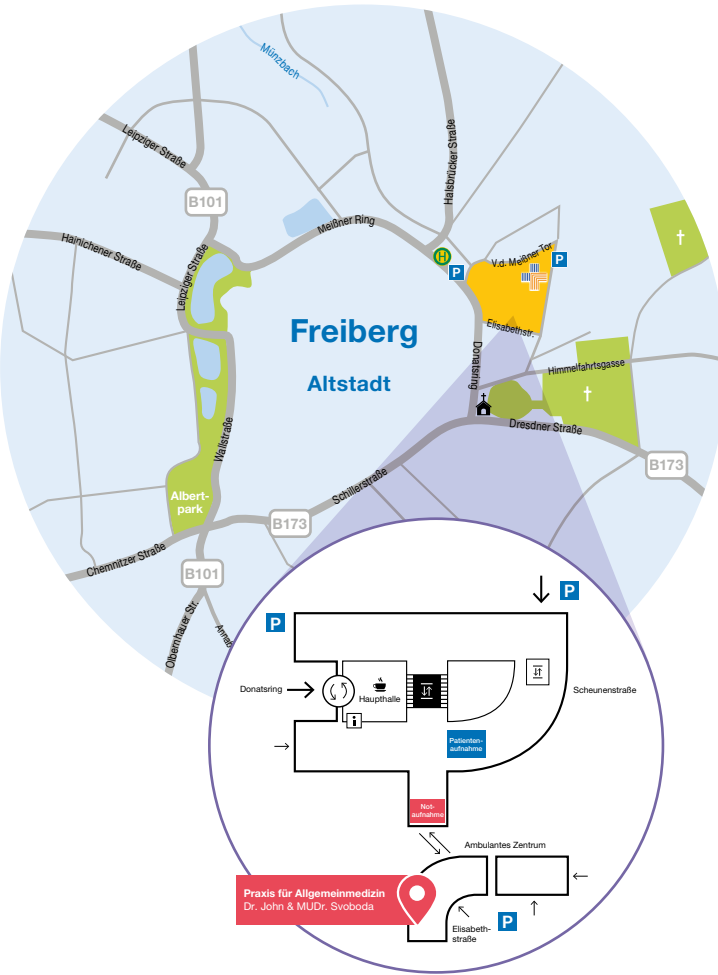 Münzbach
Leipziger Straße
Halsbrücker Straße
B101
Meißner Ring
Hainichener Straße
Leipziger Straße
H
P
V.d. Meißner Tor
P
Freiberg
Elisabethstr.
Altstadt
Donatsring
Himmelfahrtsgasse
Dresdner Straße
Wallstraße
B173
Albert-
park
Schillerstraße
B173
Chemnitzer Straße
B101
Olbernhauer Str.
Annab
P
P
Donatsring
Haupthalle
Scheunenstraße
i
Patienten-
aufnahme
Not-
aufnahme
Ambulantes Zentrum
Praxis für Allgemeinmedizin
Dr. John & MUDr. Svoboda
P
Elisabeth-
straße